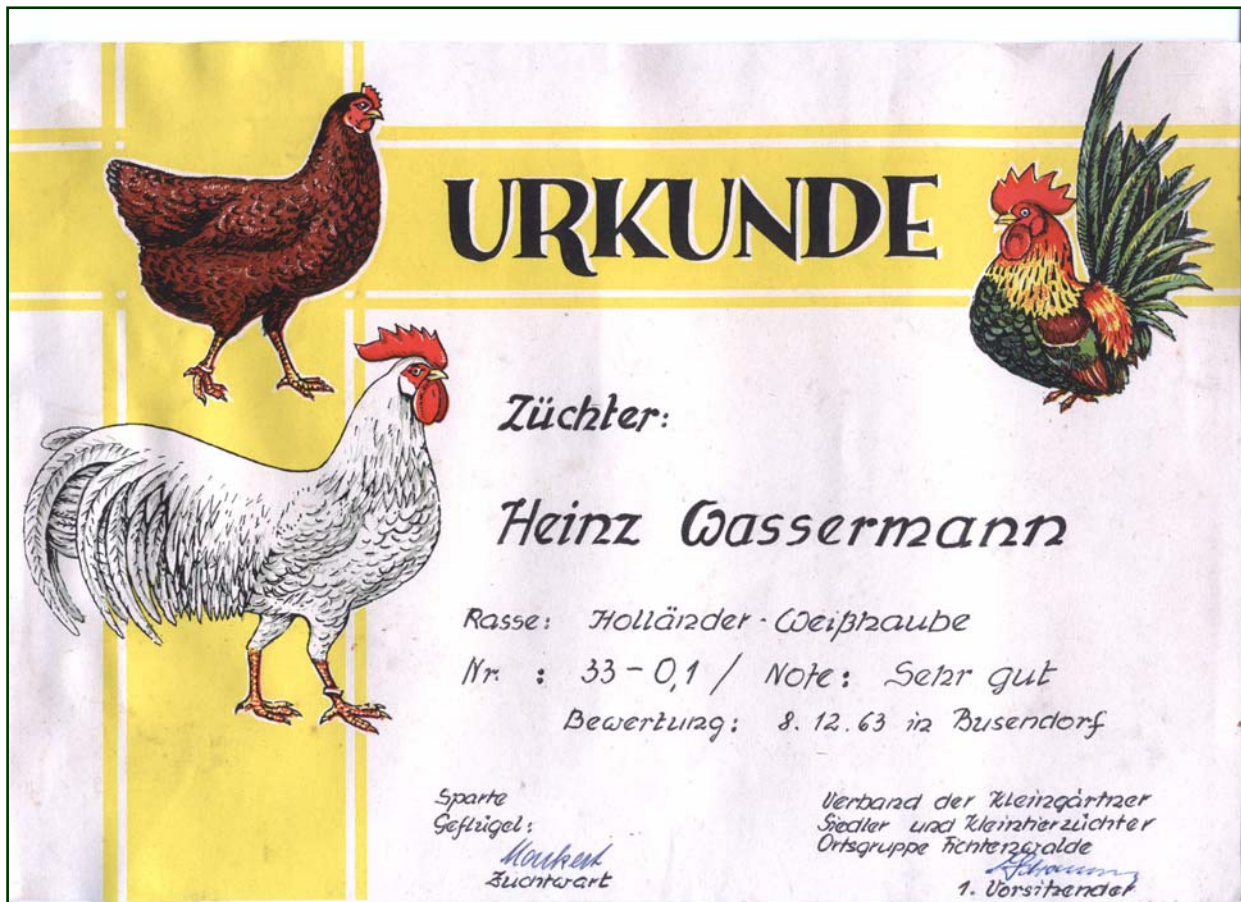 URKUNDE
Züchter:
Heinz Wassermann
Rasse: Holländer-Weißhaube
Nr. : 33-0,1 / Note: Sehr gut
Bewertung: 8.12.63 in Busendorf
Sparte
Geflügel:
Zuchtwart
Verband der Kleingärtner
Siedler und Kleintierzüchter
Ortsgruppe Fichtenwalde
1. Vorsitzender